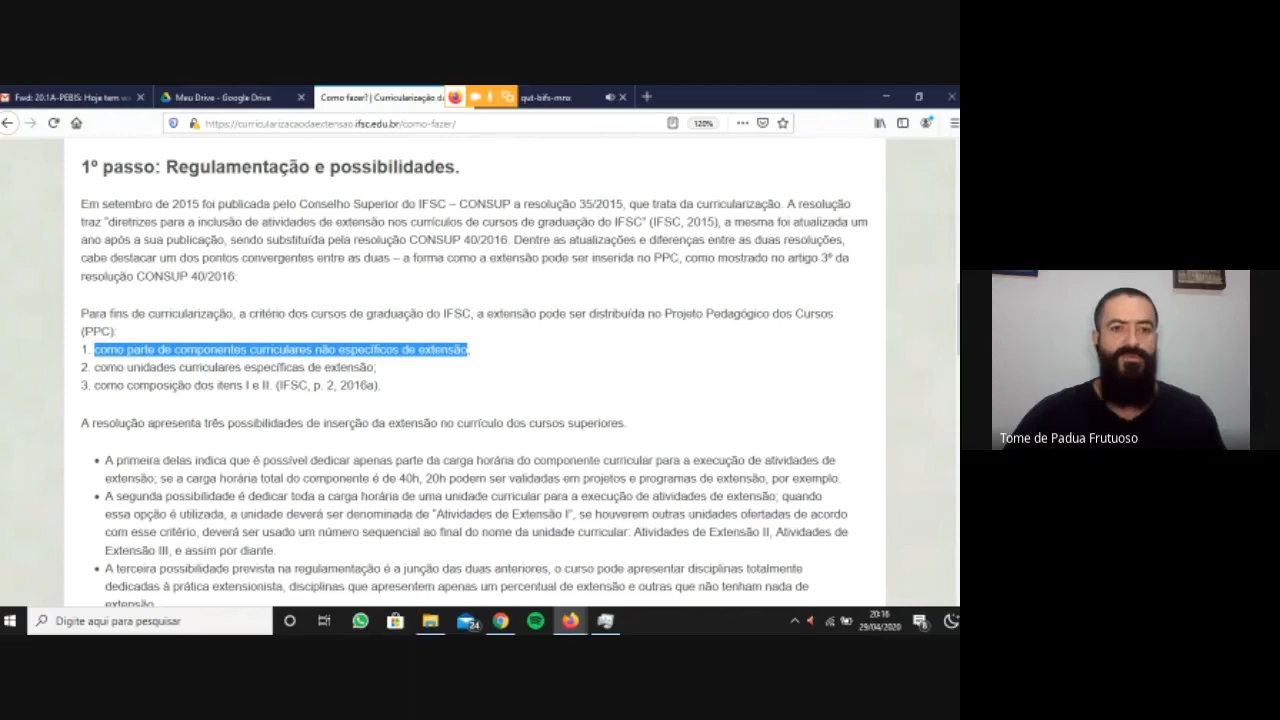 Fwd: 20.1A-PEBIS: Hoje tem
Meu Drive - Google Drive
Como fazer? | Curricularização da
qut-bifs-mnx
https://curricularizacaodaextensao.ifsc.edu.br/como-fazer/
120%
1º passo: Regulamentação e possibilidades.
Em setembro de 2015 foi publicada pelo Conselho Superior do IFSC – CONSUP a resolução 35/2015, que trata da curricularização. A resolução
traz "diretrizes para a inclusão de atividades de extensão nos currículos de cursos de graduação do IFSC" (IFSC, 2015), a mesma foi atualizada um
ano após a sua publicação, sendo substituída pela resolução CONSUP 40/2016. Dentre as atualizações e diferenças entre as duas resoluções,
cabe destacar um dos pontos convergentes entre as duas – a forma como a extensão pode ser inserida no PPC, como mostrado no artigo 3º da
resolução CONSUP 40/2016:
Para fins de curricularização, a critério dos cursos de graduação do IFSC, a extensão pode ser distribuída no Projeto Pedagógico dos Cursos
(PPC):
1. como parte de componentes curriculares não específicos de extensão;
2. como unidades curriculares específicas de extensão;
3. como composição dos itens I e II. (IFSC, p. 2, 2016a).
A resolução apresenta três possibilidades de inserção da extensão no currículo dos cursos superiores.
• A primeira delas indica que é possível dedicar apenas parte da carga horária do componente curricular para a execução de atividades de
extensão; se a carga horária total do componente é de 40h, 20h podem ser validadas em projetos e programas de extensão, por exemplo.
• A segunda possibilidade é dedicar toda a carga horária de uma unidade curricular para a execução de atividades de extensão; quando
essa opção é utilizada, a unidade deverá ser denominada de "Atividades de Extensão I", se houverem outras unidades ofertadas de acordo
com esse critério, deverá ser usado um número sequencial ao final do nome da unidade curricular: Atividades de Extensão II, Atividades de
Extensão III, e assim por diante.
• A terceira possibilidade prevista na regulamentação é a junção das duas anteriores, o curso pode apresentar disciplinas totalmente
dedicadas à prática extensionista, disciplinas que apresentem apenas um percentual de extensão e outras que não tenham nada de
extensão.
Tome de Padua Frutuoso
Digite aqui para pesquisar
24
20:16
29/04/2020